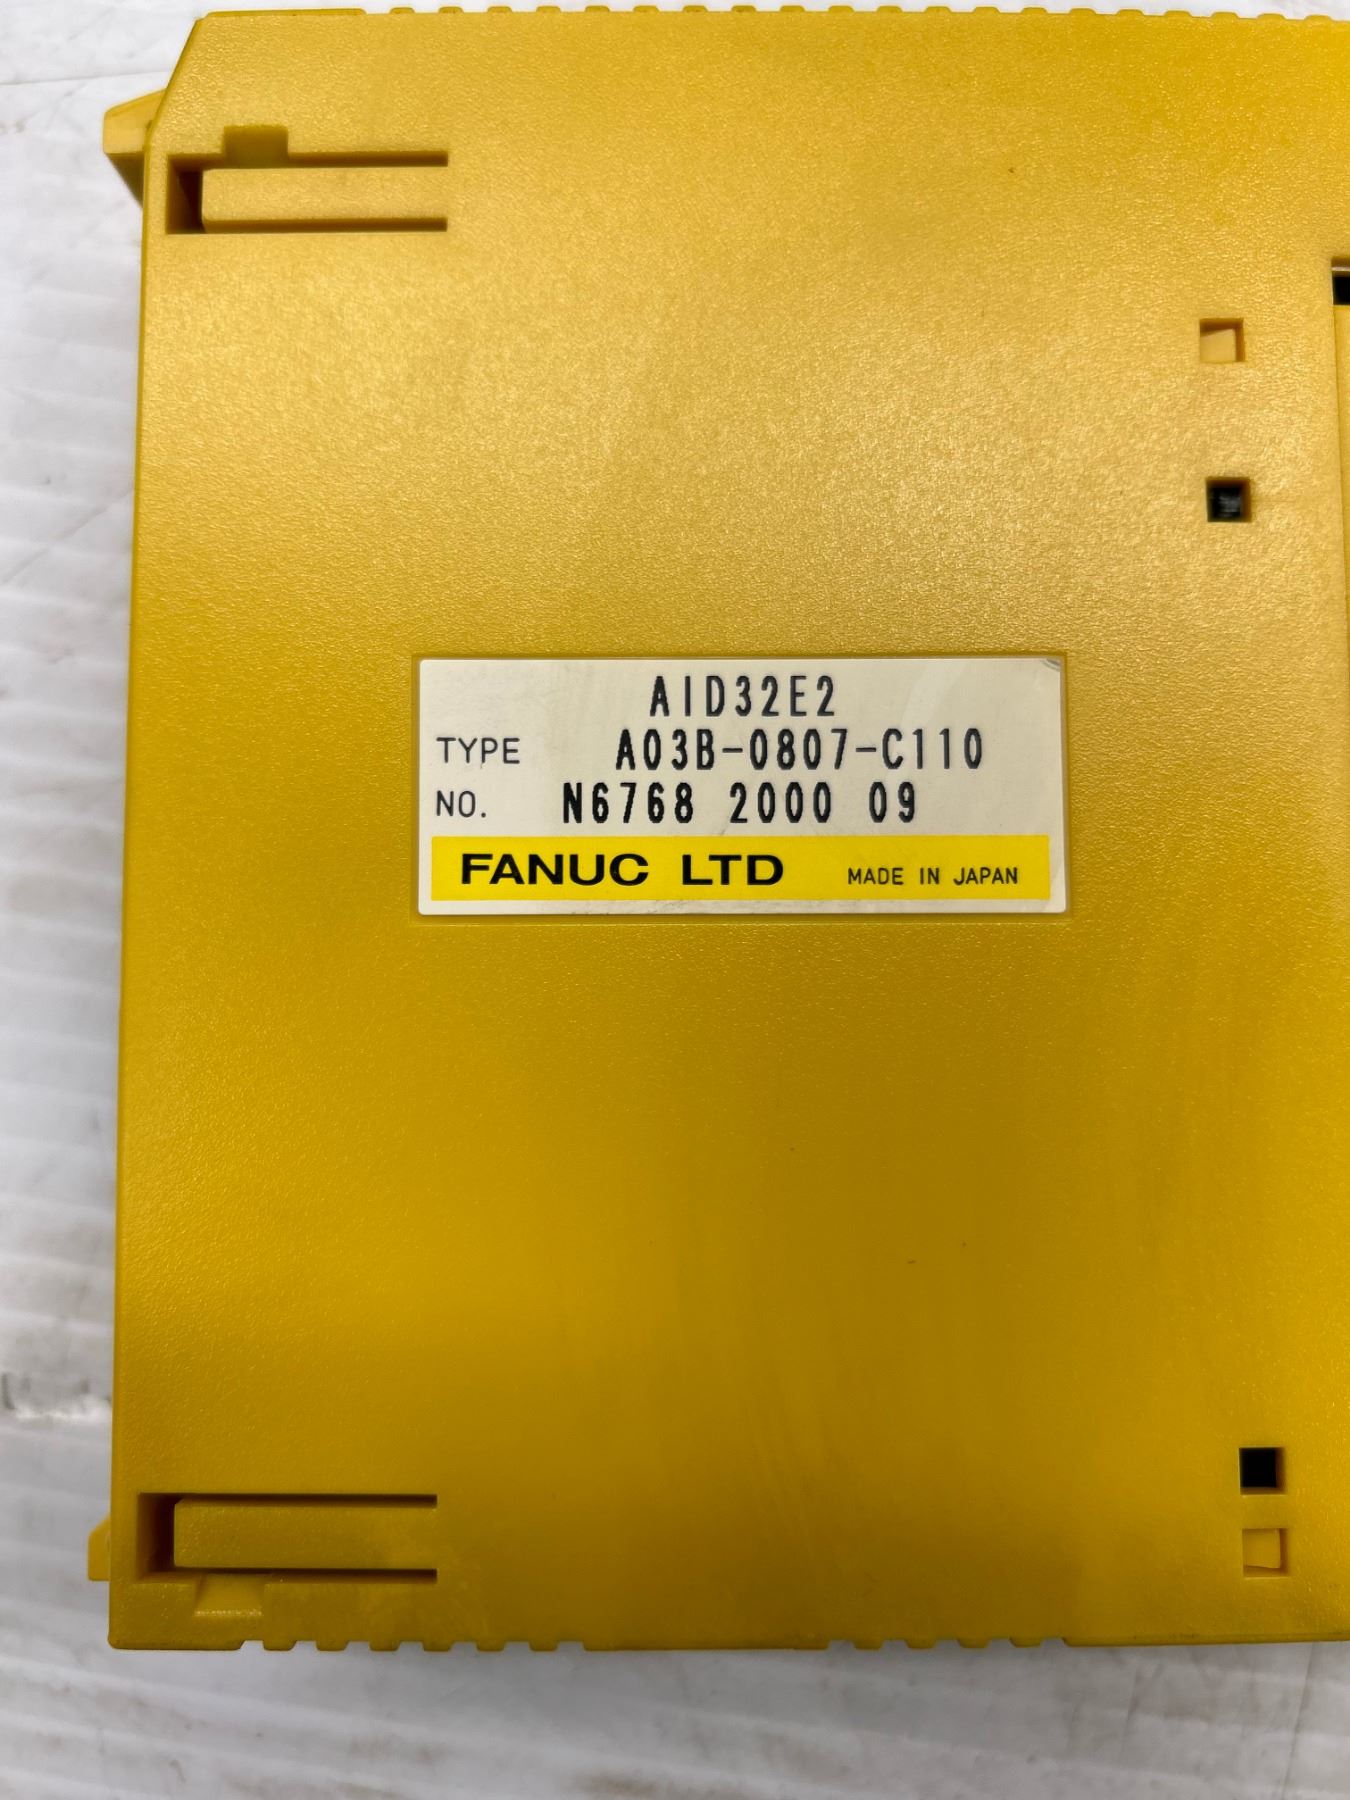 AID32E2
TYPE A03B-0807-C110
NO. N6768 2000 09
FANUC LTD MADE IN JAPAN